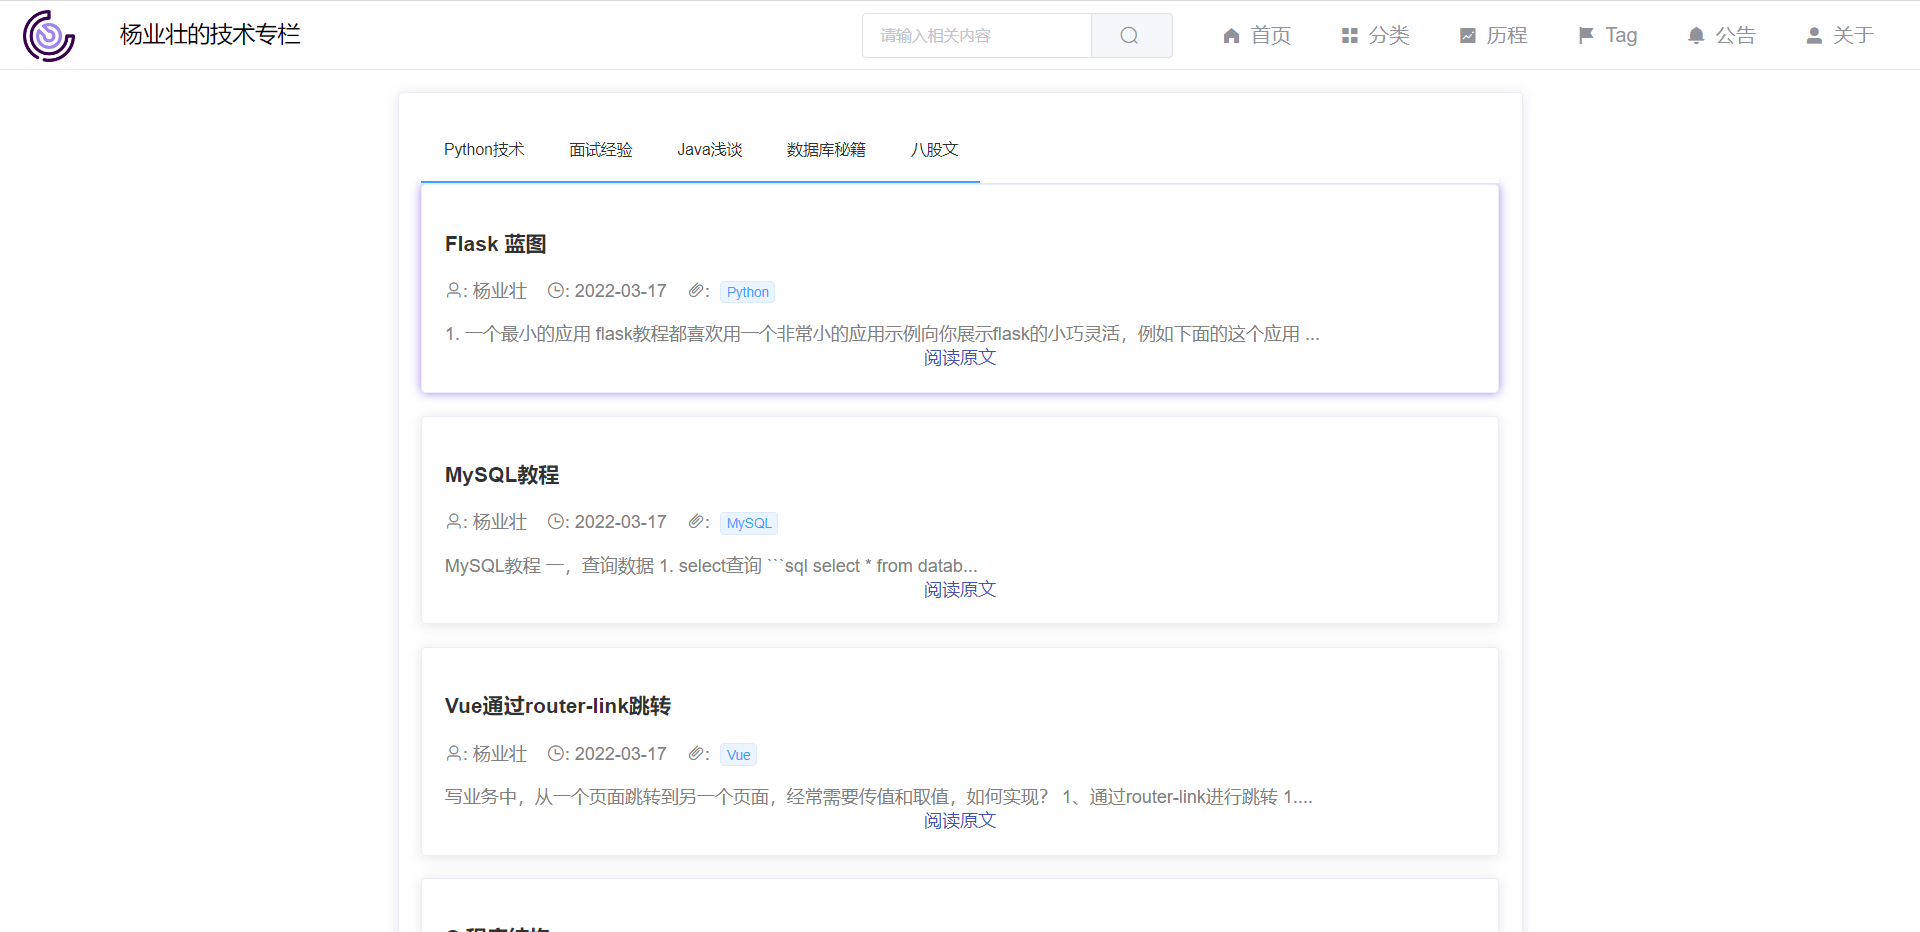 杨业壮的技术专栏
请输入相关内容
首页
分类
历程
Tag
公告
关于
Python技术 面试经验 Java浅谈 数据库秘籍 八股文
Flask 蓝图
: 杨业壮 : 2022-03-17 : Python
1. 一个最小的应用 flask教程都喜欢用一个非常小的应用示例向你展示flask的小巧灵活，例如下面的这个应用 ...
阅读原文
MySQL教程
: 杨业壮 : 2022-03-17 : MySQL
MySQL教程 一，查询数据 1. select查询 ```sql select * from datab...
阅读原文
Vue通过router-link跳转
: 杨业壮 : 2022-03-17 : Vue
写业务中，从一个页面跳转到另一个页面，经常需要传值和取值，如何实现？ 1、通过router-link进行跳转 1....
阅读原文